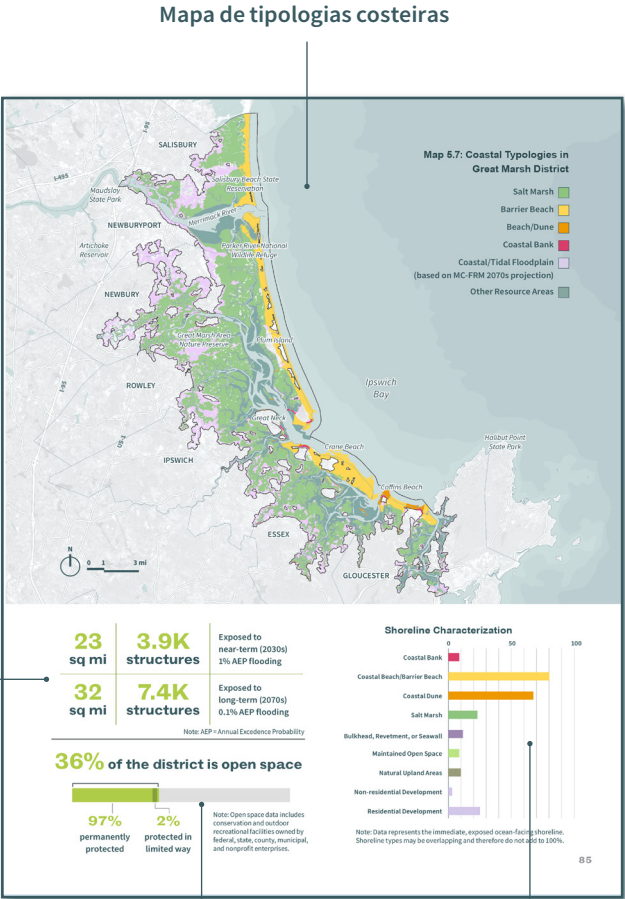 Mapa de tipologias costeiras
Map 5.7: Coastal Typologies in
Great Marsh District
Salt Marsh
Barrier Beach
Beach/Dune
Coastal Bank
Coastal/Tidal Floodplain
(based on MC-FRM 2070s projection)
Other Resource Areas
I-95
SALISBURY
I-495
Maudslay
State Park
Salisbury Beach State
Reservation
Merrimack River
NEWBURYPORT
Artichoke
Reservoir
Parker River National
Wildlife Refuge
NEWBURY
Great Marsh Area
Nature Preserve
Plum Island
I-95
ROWLEY
Ipswich
Bay
US-1
Great Neck
IPSWICH
Crane Beach
Halibut Point
State Park
Coffins Beach
ESSEX
GLOUCESTER
N
0 1 3 mi
23
sq mi
3.9K
structures
Exposed to
near-term (2030s)
1% AEP flooding
32
sq mi
7.4K
structures
Exposed to
long-term (2070s)
0.1% AEP flooding
Note: AEP = Annual Excedence Probability
36% of the district is open space
97%
permanently
protected
2%
protected in
limited way
Note: Open space data includes
conservation and outdoor
recreational facilities owned by
federal, state, county, municipal,
and nonprofit enterprises.
Shoreline Characterization
0 50 100
Coastal Bank
Coastal Beach/Barrier Beach
Coastal Dune
Salt Marsh
Bulkhead, Revetment, or Seawall
Maintained Open Space
Natural Upland Areas
Non-residential Development
Residential Development
Note: Data represents the immediate, exposed ocean-facing shoreline.
Shoreline types may be overlapping and therefore do not add to 100%.
85